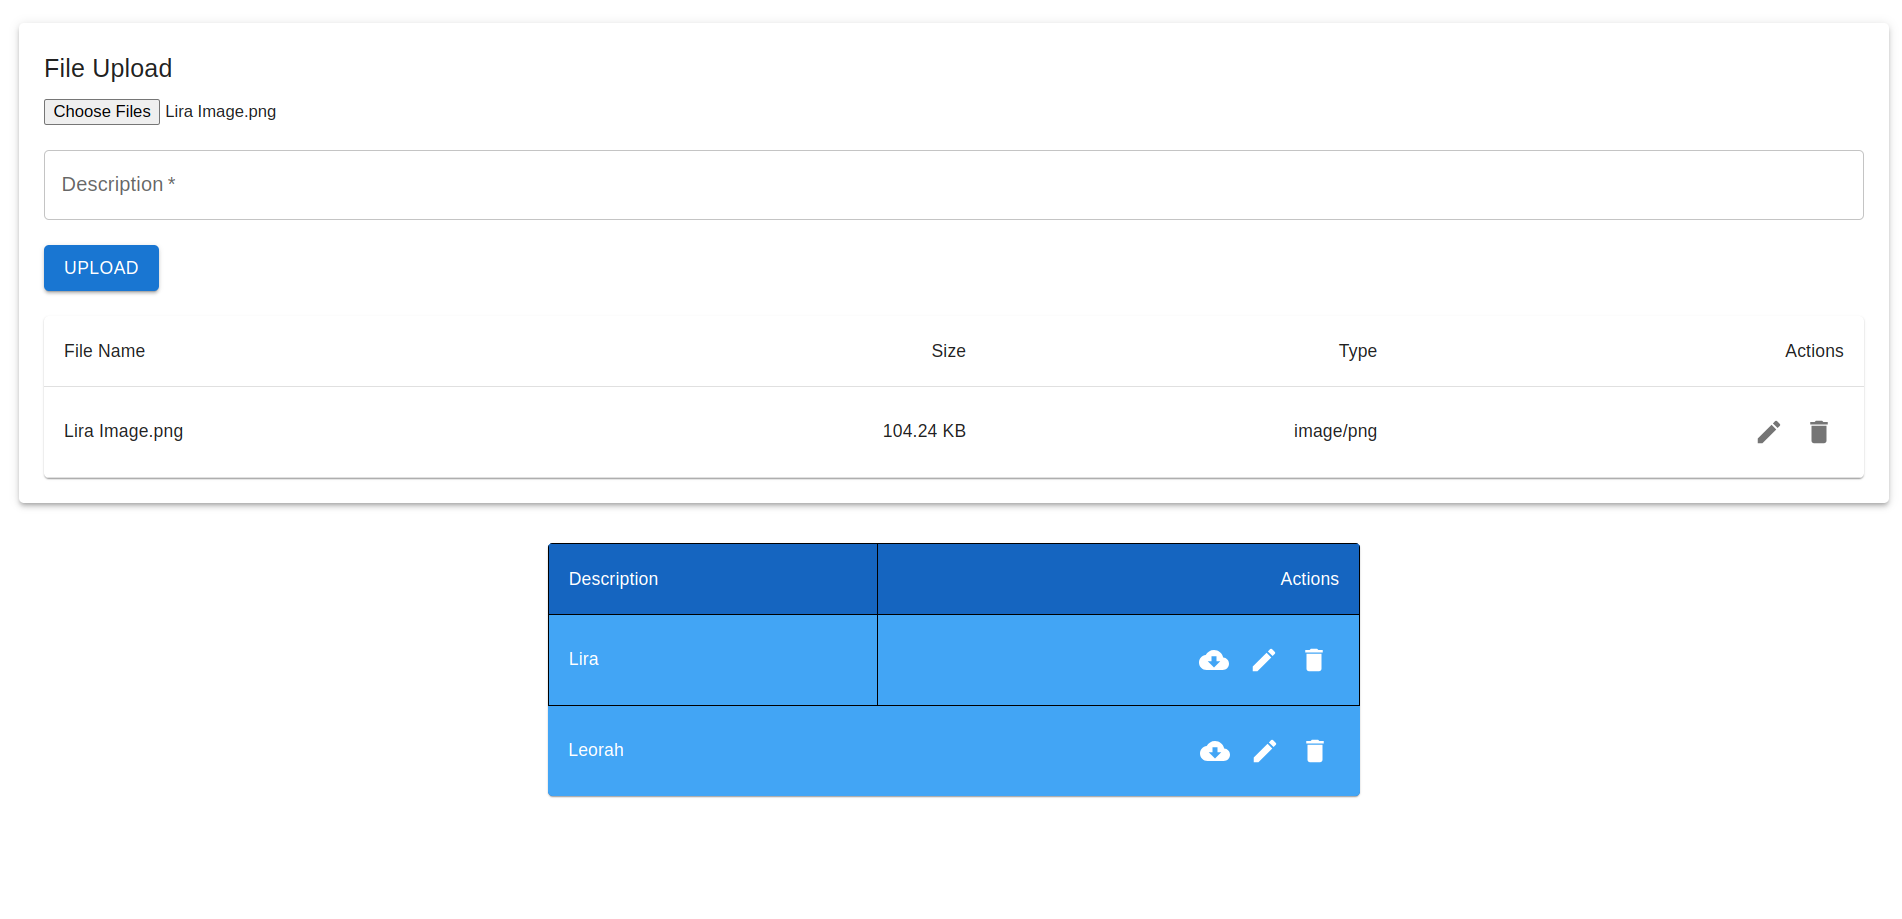 File Upload
Choose Files Lira Image.png
Description *
UPLOAD
File Name Size Type Actions
Lira Image.png 104.24 KB image/png
Description Actions
Lira
Leorah